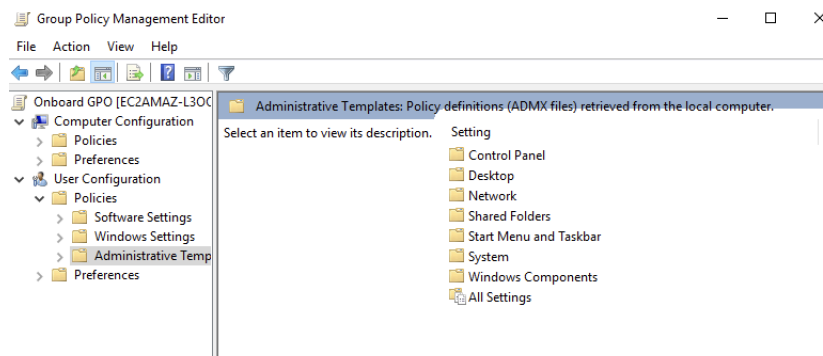 Group Policy Management Editor
File Action View Help
Onboard GPO [EC2AMAZ-L3OC
Computer Configuration
Policies
Preferences
User Configuration
Policies
Software Settings
Windows Settings
Administrative Temp
Preferences
Administrative Templates: Policy definitions (ADMX files) retrieved from the local computer.
Select an item to view its description.
Setting
Control Panel
Desktop
Network
Shared Folders
Start Menu and Taskbar
System
Windows Components
All Settings